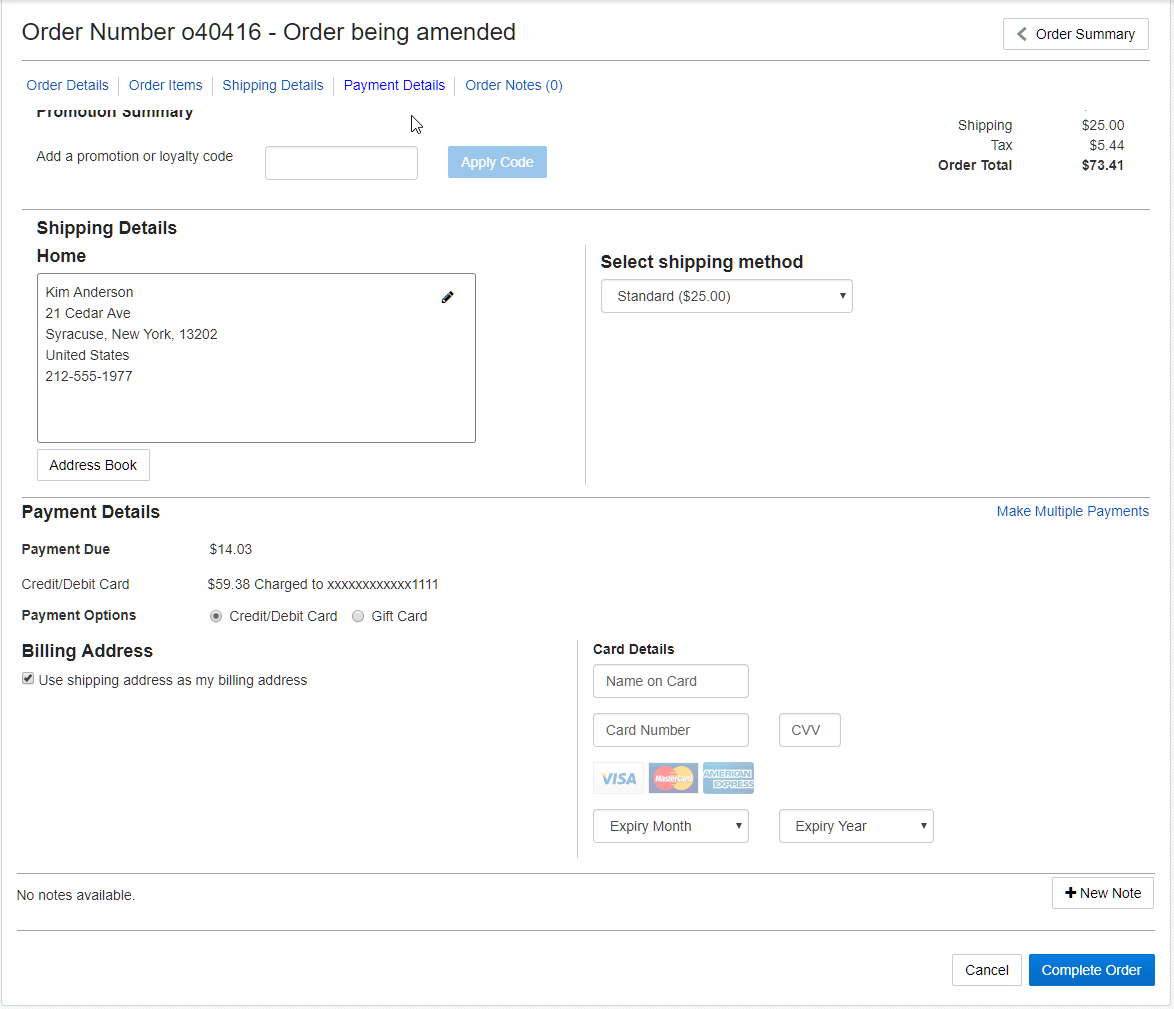 Order Number o40416 - Order being amended
Order Summary
Order Details Order Items Shipping Details Payment Details Order Notes (0)
Promotion Summary
Shipping $25.00
Tax $5.44
Order Total $73.41
Add a promotion or loyalty code Apply Code
Shipping Details
Home
Kim Anderson
21 Cedar Ave
Syracuse, New York, 13202
United States
212-555-1977
Address Book
Select shipping method
Standard ($25.00)
Payment Details Make Multiple Payments
Payment Due $14.03
Credit/Debit Card $59.38 Charged to xxxxxxxxxxxx1111
Payment Options Credit/Debit Card Gift Card
Billing Address
Use shipping address as my billing address
Card Details
Name on Card
Card Number CVV
VISA MasterCard AMERICAN EXPRESS
Expiry Month Expiry Year
No notes available. New Note
Cancel Complete Order